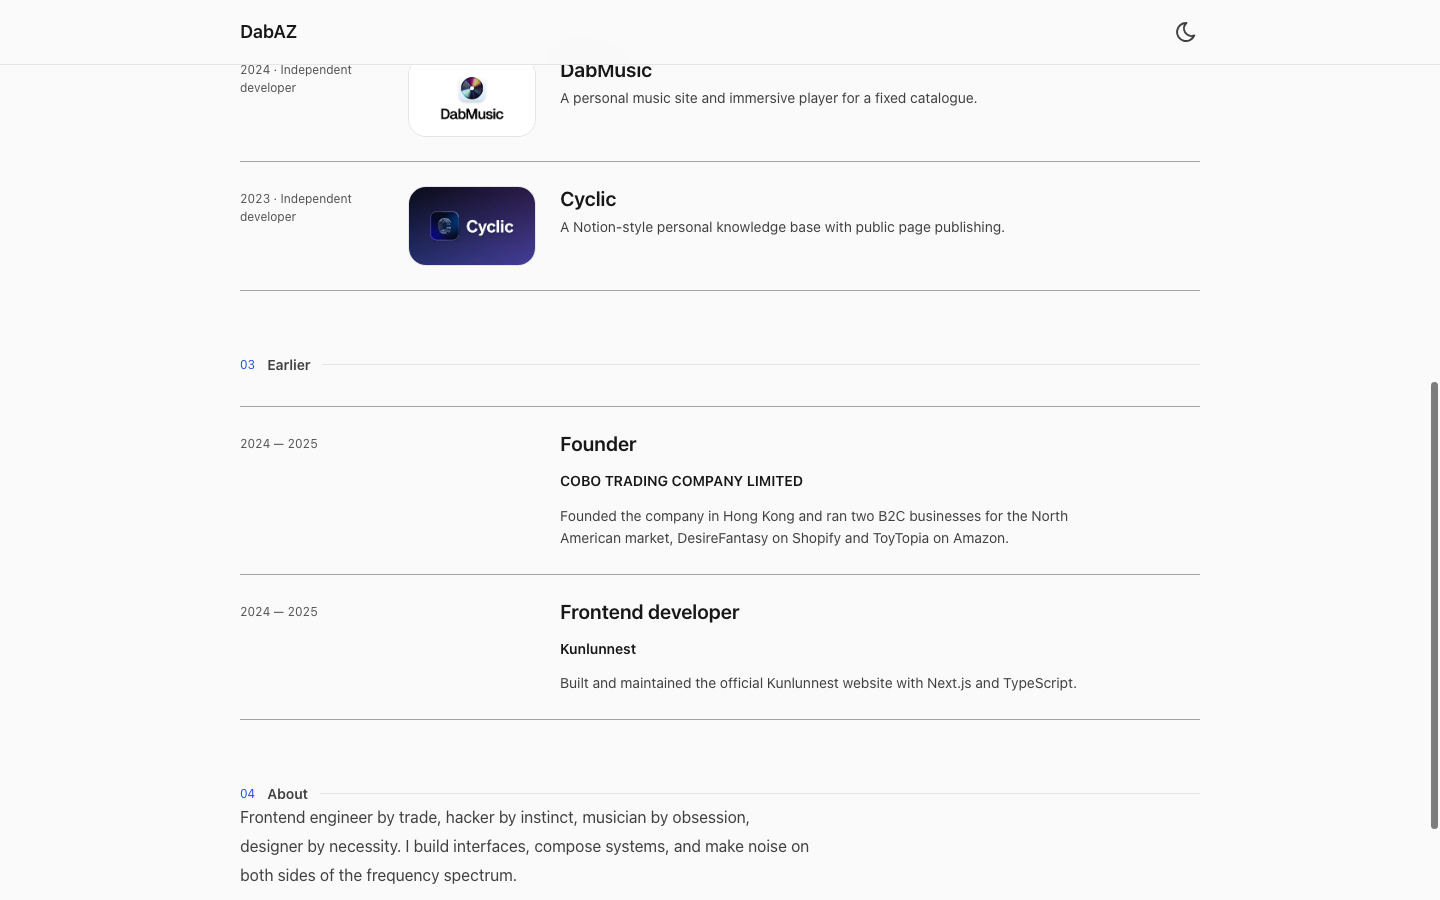 DabAZ
2024 · Independent
developer
DabMusic
DabMusic
A personal music site and immersive player for a fixed catalogue.
2023 · Independent
developer
Cyclic
Cyclic
A Notion-style personal knowledge base with public page publishing.
03 Earlier
2024 — 2025
Founder
COBO TRADING COMPANY LIMITED
Founded the company in Hong Kong and ran two B2C businesses for the North
American market, DesireFantasy on Shopify and ToyTopia on Amazon.
2024 — 2025
Frontend developer
Kunlunnest
Built and maintained the official Kunlunnest website with Next.js and TypeScript.
04 About
Frontend engineer by trade, hacker by instinct, musician by obsession,
designer by necessity. I build interfaces, compose systems, and make noise on
both sides of the frequency spectrum.